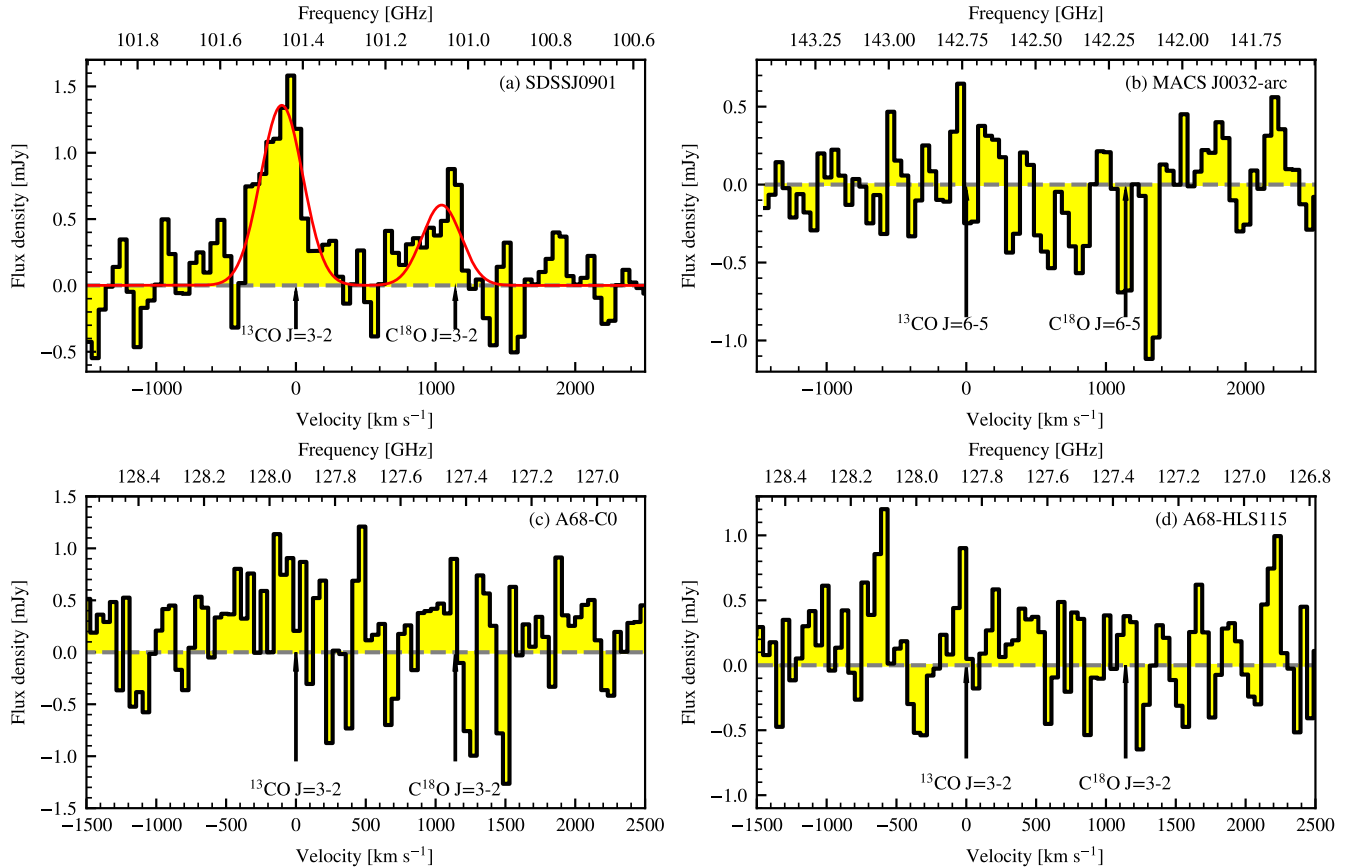 Frequency [GHz]
101.8 101.6 101.4 101.2 101.0 100.8 100.6
(a) SDSSJ0901
1.5
1.0
0.5
0.0
−0.5
Flux density [mJy]
¹³CO J=3-2 C¹⁸O J=3-2
−1000 0 1000 2000
Velocity [km s⁻¹]
Frequency [GHz]
143.25 143.00 142.75 142.50 142.25 142.00 141.75
(b) MACS J0032-arc
0.5
0.0
−0.5
−1.0
Flux density [mJy]
¹³CO J=6-5 C¹⁸O J=6-5
−1000 0 1000 2000
Velocity [km s⁻¹]
Frequency [GHz]
128.4 128.2 128.0 127.8 127.6 127.4 127.2 127.0
(c) A68-C0
1.5
1.0
0.5
0.0
−0.5
−1.0
−1.5
Flux density [mJy]
¹³CO J=3-2 C¹⁸O J=3-2
−1500 −1000 −500 0 500 1000 1500 2000 2500
Velocity [km s⁻¹]
Frequency [GHz]
128.4 128.2 128.0 127.8 127.6 127.4 127.2 127.0 126.8
(d) A68-HLS115
1.0
0.5
0.0
−0.5
−1.0
Flux density [mJy]
¹³CO J=3-2 C¹⁸O J=3-2
−1500 −1000 −500 0 500 1000 1500 2000 2500
Velocity [km s⁻¹]